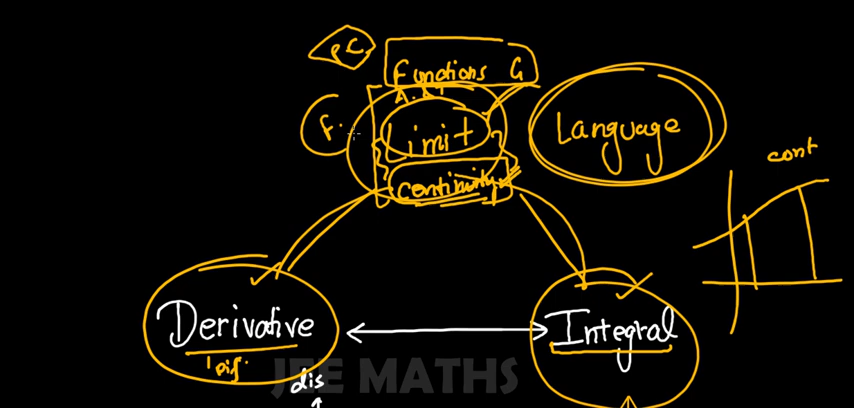 Functions G
Limit
continuity
F.
Language
cont
Derivative
Integral
dis
JEE MATHS